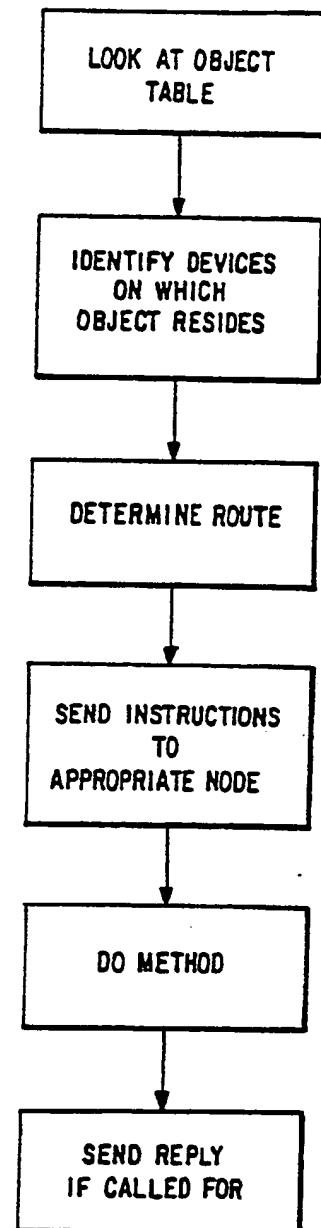 LOOK AT OBJECT
TABLE
IDENTIFY DEVICES
ON WHICH
OBJECT RESIDES
DETERMINE ROUTE
SEND INSTRUCTIONS
TO
APPROPRIATE NODE
DO METHOD
SEND REPLY
IF CALLED FOR